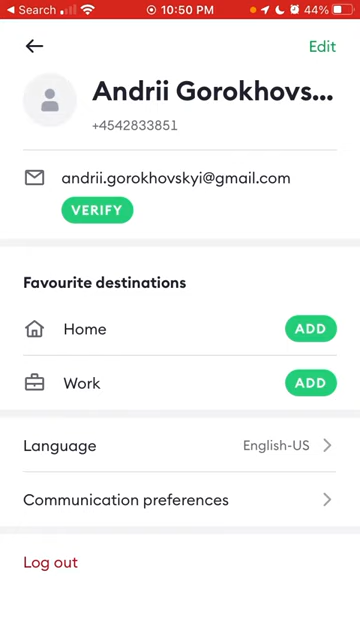 Search 10:50 PM 44%
Edit
Andrii Gorokhovs...
+4542833851
andrii.gorokhovskyi@gmail.com
VERIFY
Favourite destinations
Home ADD
Work ADD
Language English-US
Communication preferences
Log out